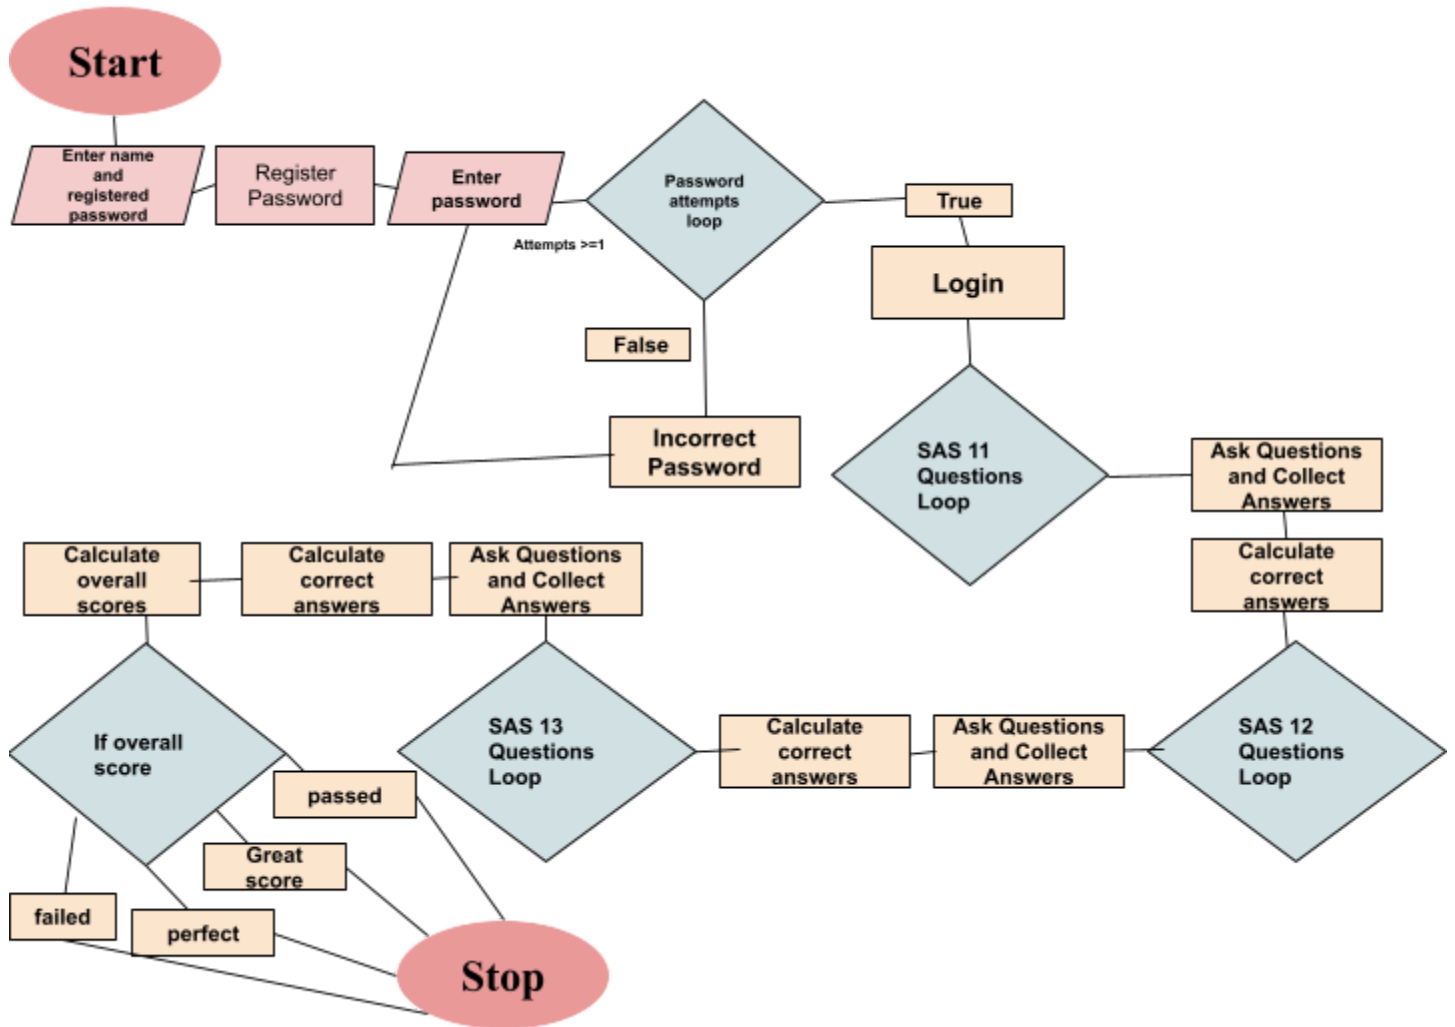 Start
Enter name
and
registered
password
Register
Password
Enter
password
Attempts >=1
Password
attempts
loop
True
Login
False
Incorrect
Password
SAS 11
Questions
Loop
Ask Questions
and Collect
Answers
Calculate
correct
answers
SAS 12
Questions
Loop
Ask Questions
and Collect
Answers
Calculate
correct
answers
SAS 13
Questions
Loop
Ask Questions
and Collect
Answers
Calculate
correct
answers
Calculate
overall
scores
If overall
score
passed
Great
score
perfect
failed
Stop